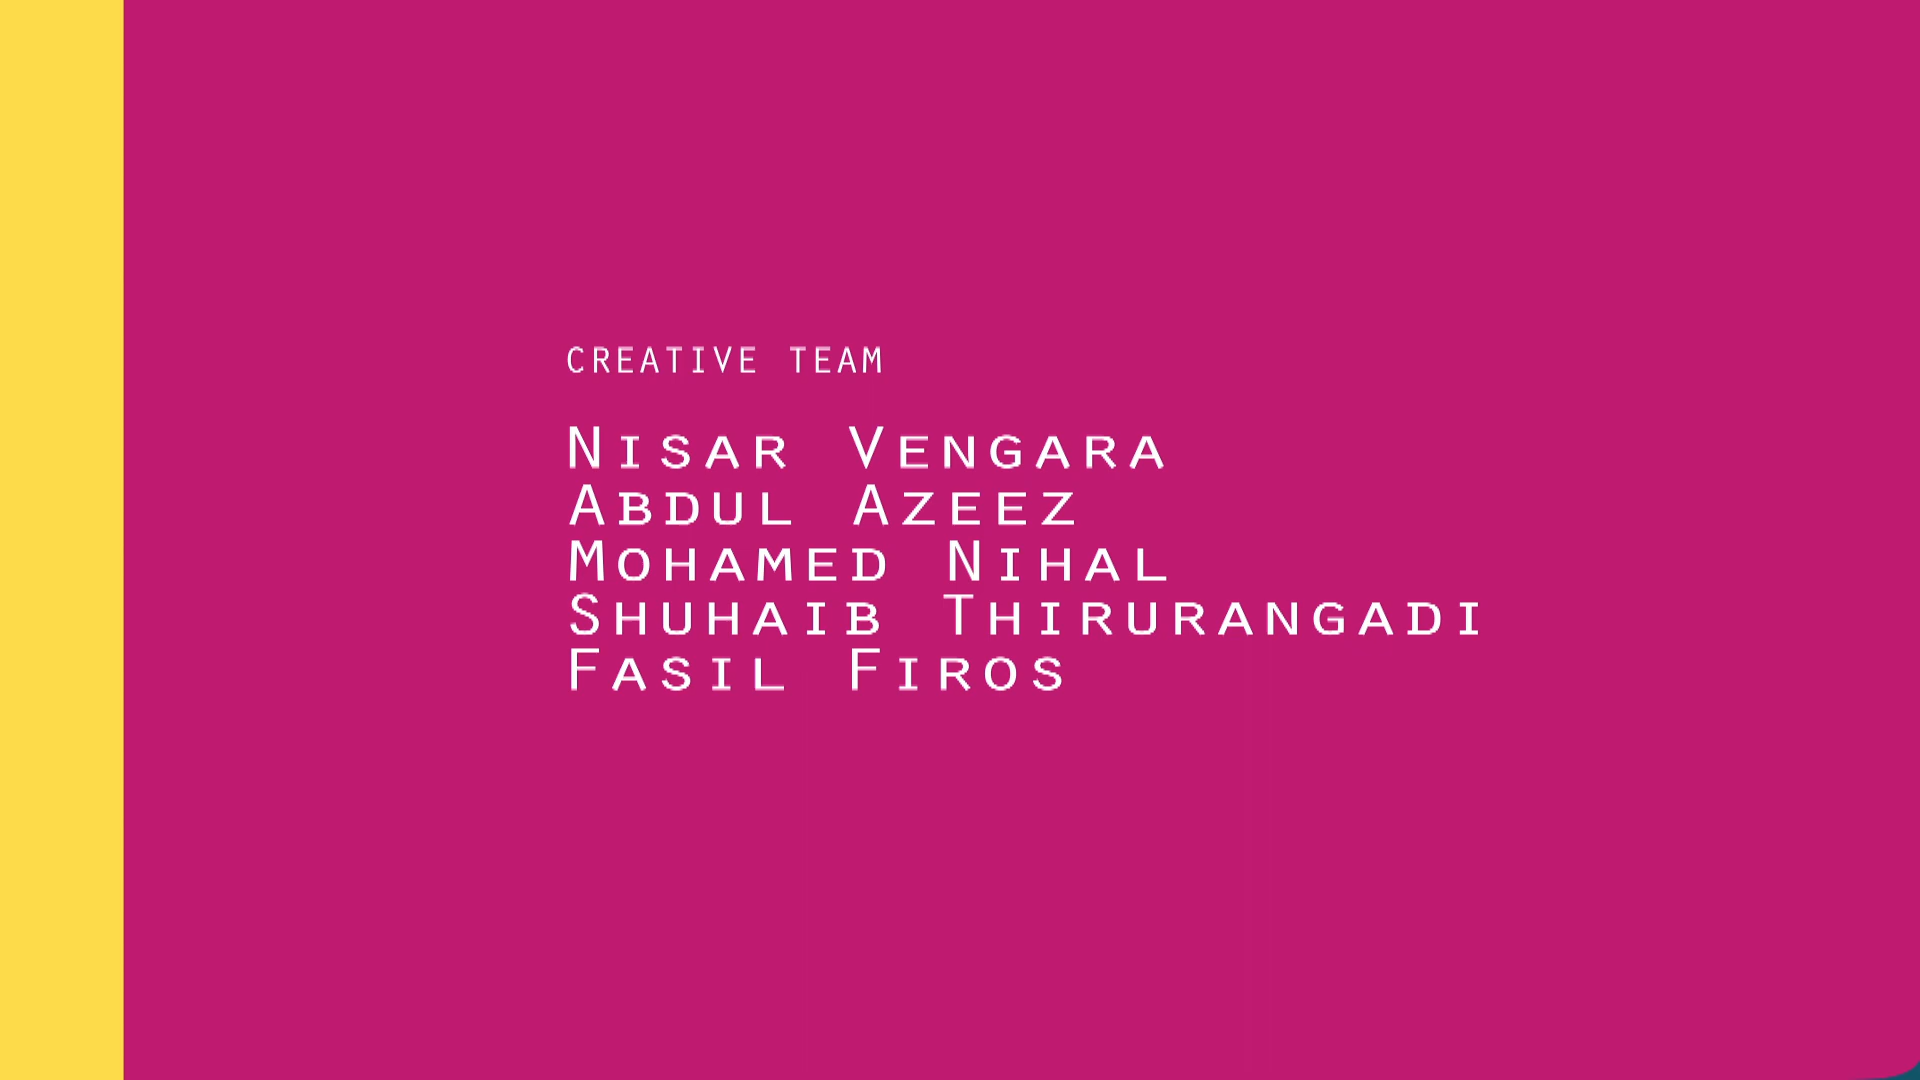 CREATIVE TEAM
Nisar Vengara
Abdul Azeez
Mohamed Nihal
Shuhaib Thirurangadi
Fasil Firos